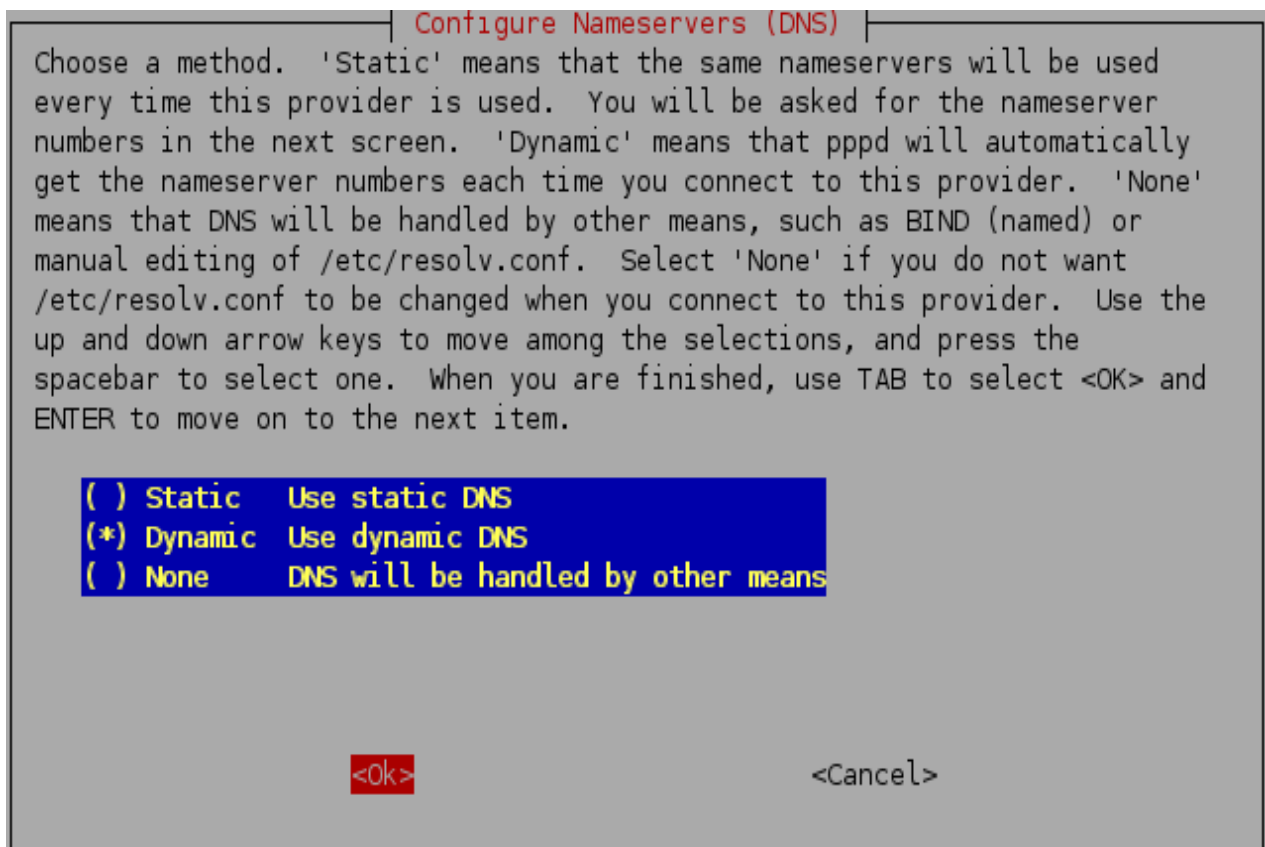 Configure Nameservers (DNS)
Choose a method.  'Static' means that the same nameservers will be used
every time this provider is used.  You will be asked for the nameserver
numbers in the next screen.  'Dynamic' means that pppd will automatically
get the nameserver numbers each time you connect to this provider.  'None'
means that DNS will be handled by other means, such as BIND (named) or
manual editing of /etc/resolv.conf.  Select 'None' if you do not want
/etc/resolv.conf to be changed when you connect to this provider.  Use the
up and down arrow keys to move among the selections, and press the
spacebar to select one.  When you are finished, use TAB to select <OK> and
ENTER to move on to the next item.
( ) Static   Use static DNS
(*) Dynamic  Use dynamic DNS
( ) None     DNS will be handled by other means
<Ok> <Cancel>